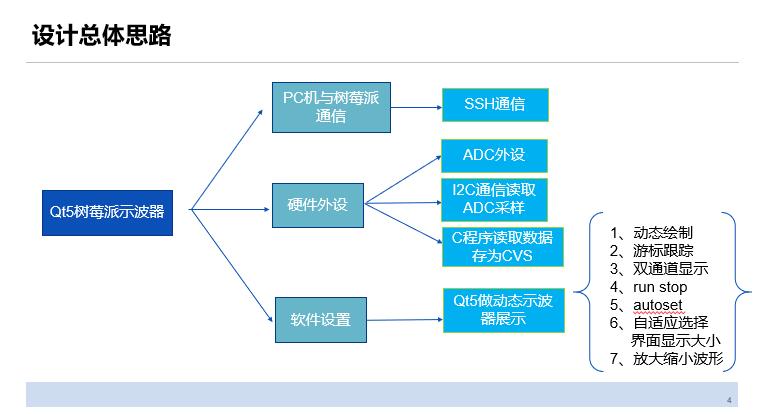 设计总体思路
PC机与树莓派
通信
SSH通信
ADC外设
Qt5树莓派示波器
硬件外设
I2C通信读取
ADC采样
C程序读取数据
存为CVS
软件设置
Qt5做动态示波
器展示
1、动态绘制
2、游标跟踪
3、双通道显示
4、run stop
5、autoset
6、自适应选择
界面显示大小
7、放大缩小波形
4